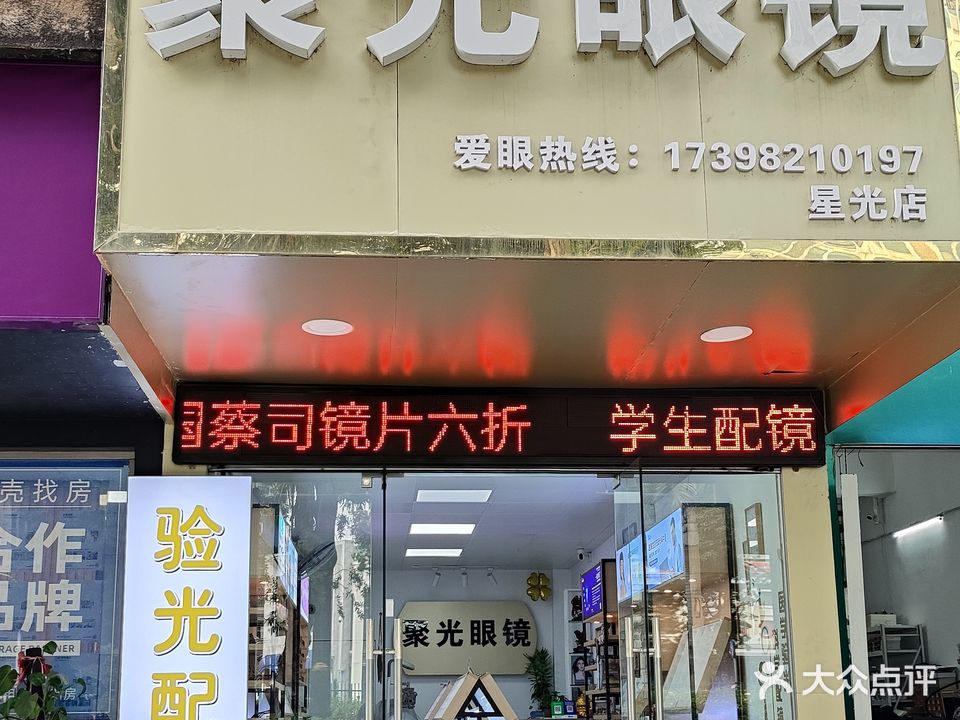 聚光眼镜
爱眼热线：17398210197
星光店
国蔡司镜片六折 学生配镜
壳找房
合作
品牌
验光配
聚光眼镜
大众点评